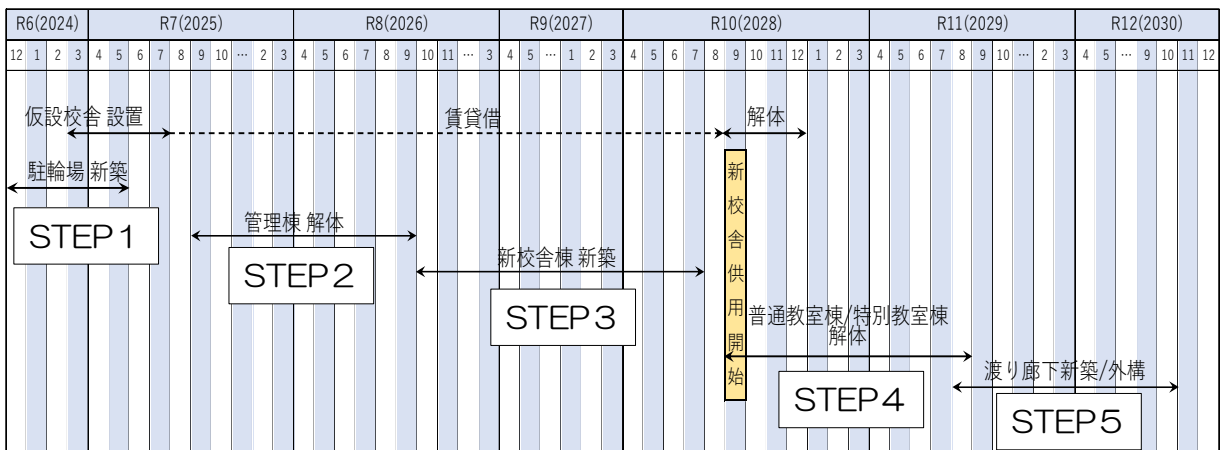 R6(2024) R7(2025) R8(2026) R9(2027) R10(2028) R11(2029) R12(2030)
12 1 2 3 4 5 6 7 8 9 10 … 2 3 4 5 6 7 8 9 10 11 … 3 4 5 … 1 2 3 4 5 6 7 8 9 10 11 12 1 2 3 4 5 6 7 8 9 10 … 2 3 4 5 … 9 10 11 12
仮設校舎 設置
賃貸借
解体
駐輪場 新築
STEP1
管理棟 解体
STEP2
新校舎棟 新築
STEP3
新校舎供用開始
普通教室棟/特別教室棟
解体
STEP4
渡り廊下新築/外構
STEP5